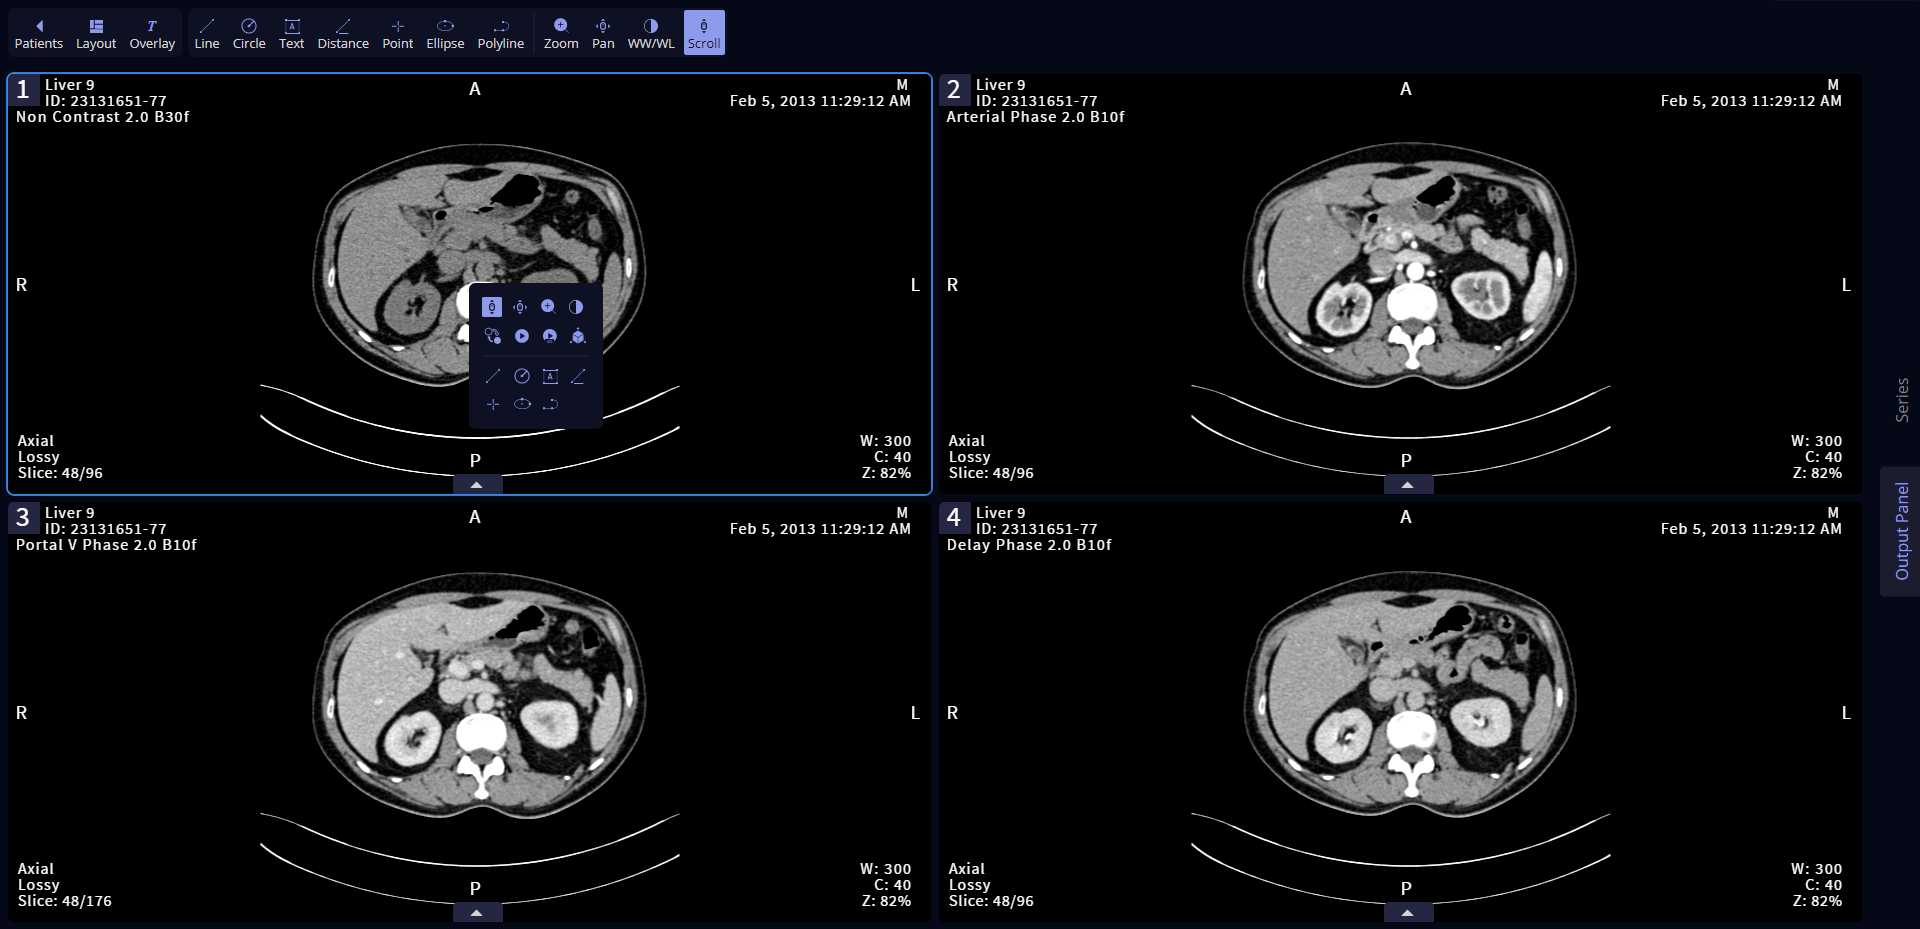 Patients Layout Overlay Line Circle Text Distance Point Ellipse Polyline Zoom Pan WW/WL Scroll
1
Liver 9
ID: 23131651-77
Non Contrast 2.0 B30f
A
M
Feb 5, 2013 11:29:12 AM
R
L
Axial
Lossy
Slice: 48/96
P
W: 300
C: 40
Z: 82%
2
Liver 9
ID: 23131651-77
Arterial Phase 2.0 B10f
A
M
Feb 5, 2013 11:29:12 AM
R
L
Axial
Lossy
Slice: 48/96
P
W: 300
C: 40
Z: 82%
3
Liver 9
ID: 23131651-77
Portal V Phase 2.0 B10f
A
M
Feb 5, 2013 11:29:12 AM
R
L
Axial
Lossy
Slice: 48/176
P
W: 300
C: 40
Z: 82%
4
Liver 9
ID: 23131651-77
Delay Phase 2.0 B10f
A
M
Feb 5, 2013 11:29:12 AM
R
L
Axial
Lossy
Slice: 48/96
P
W: 300
C: 40
Z: 82%
Series
Output Panel